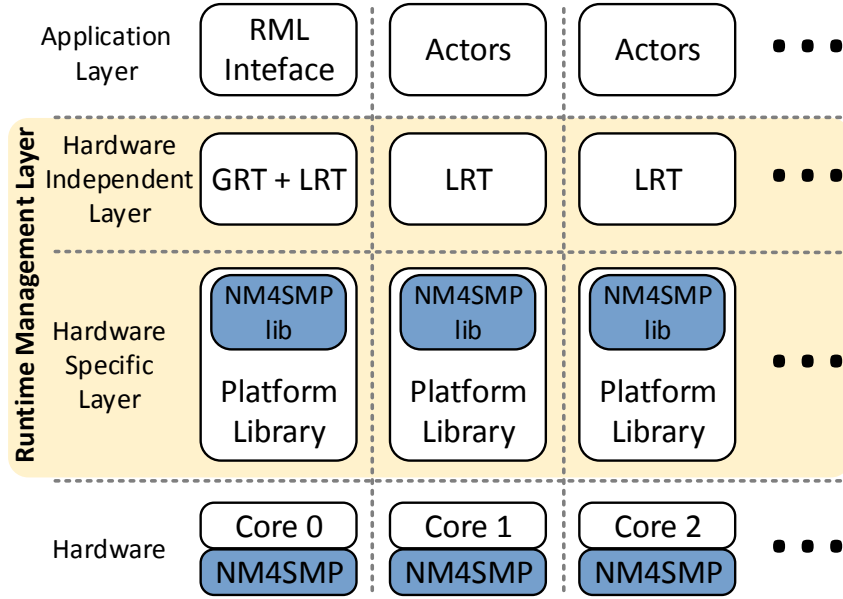 Application
Layer
RML
Inteface
Actors
Actors
Runtime Management Layer
Hardware
Independent
Layer
GRT + LRT
LRT
LRT
Hardware
Specific
Layer
NM4SMP
lib
Platform
Library
NM4SMP
lib
Platform
Library
NM4SMP
lib
Platform
Library
Hardware
Core 0
NM4SMP
Core 1
NM4SMP
Core 2
NM4SMP